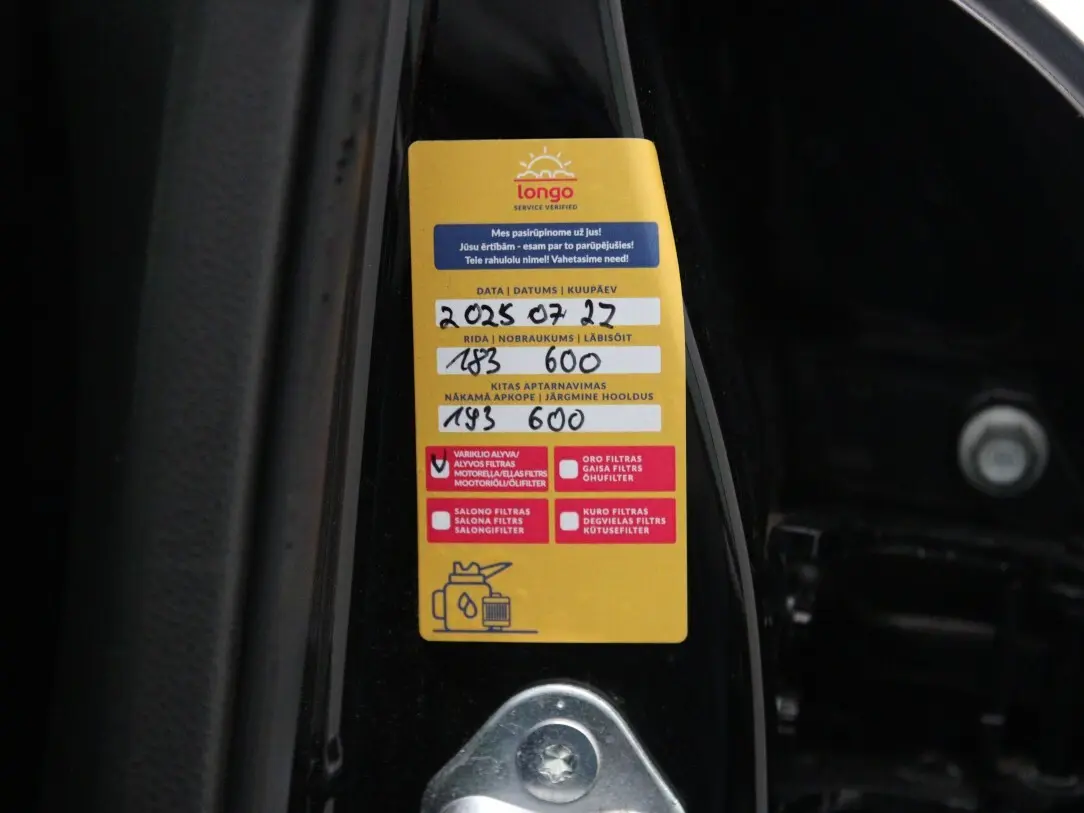 longo
SERVICE VERIFIED
Mes pasirūpinome už jus!
Jūsu ērtībām - esam par to parūpējušies!
Teie rahulolu nimel! Vahetasime need!
DATA | DATUMS | KUUPÄEV
2025 07 22
RIDA | NOBRAUKUMS | LÄBISÕIT
183 600
KITAS APTARNAVIMAS
NĀKAMĀ APKOPE | JÄRGMINE HOOLDUS
193 600
VARIKLIO ALYVA/
ALYVOS FILTRAS
MOTOREĻĻA/EĻĻAS FILTRS
MOOTORIÕLI/ÕLIFILTER
ORO FILTRAS
GAISA FILTRS
ÕHUFILTER
SALONO FILTRAS
SALONA FILTRS
SALONGIFILTER
KURO FILTRAS
DEGVIELAS FILTRS
KÜTUSEFILTER